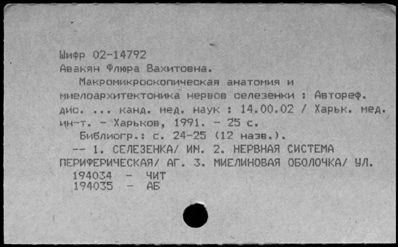 Шифр 02-14792
Авакян Флюра Вахитовна.
Макромикроскопическая анатомия и
миелоархитектоника нервов селезенки : Автореф.
дис. ... канд. мед. наук : 14.00.02 / Харьк. мед.
ин-т. - Харьков, 1991. - 25 с.
Библиогр.: с. 24-25 (12 назв.).
-- 1. СЕЛЕЗЕНКА/ ИМ. 2. НЕРВНАЯ СИСТЕМА
ПЕРИФЕРИЧЕСКАЯ/ АГ. 3. МИЕЛИНОВАЯ ОБОЛОЧКА/ УЛ.
194034 - ЧИТ
194035 - АБ